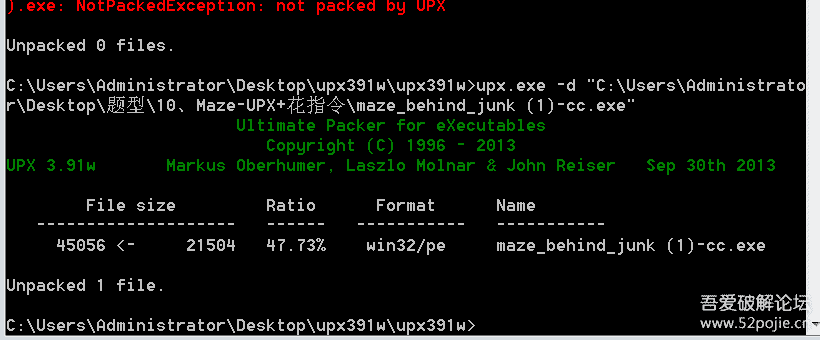 ).exe: NotPackedException: not packed by UPX
Unpacked 0 files.
C:\Users\Administrator\Desktop\upx391w\upx391w>upx.exe -d "C:\Users\Administrato
r\Desktop\题型\10、Maze-UPX+花指令\maze_behind_junk (1)-cc.exe"
Ultimate Packer for eXecutables
Copyright (C) 1996 - 2013
UPX 3.91w Markus Oberhumer, Laszlo Molnar & John Reiser Sep 30th 2013
File size Ratio Format Name
-------------------- ------ ----------- -----------
45056 <- 21504 47.73% win32/pe maze_behind_junk (1)-cc.exe
Unpacked 1 file.
C:\Users\Administrator\Desktop\upx391w\upx391w>
吾爱破解论坛
www.52pojie.cn